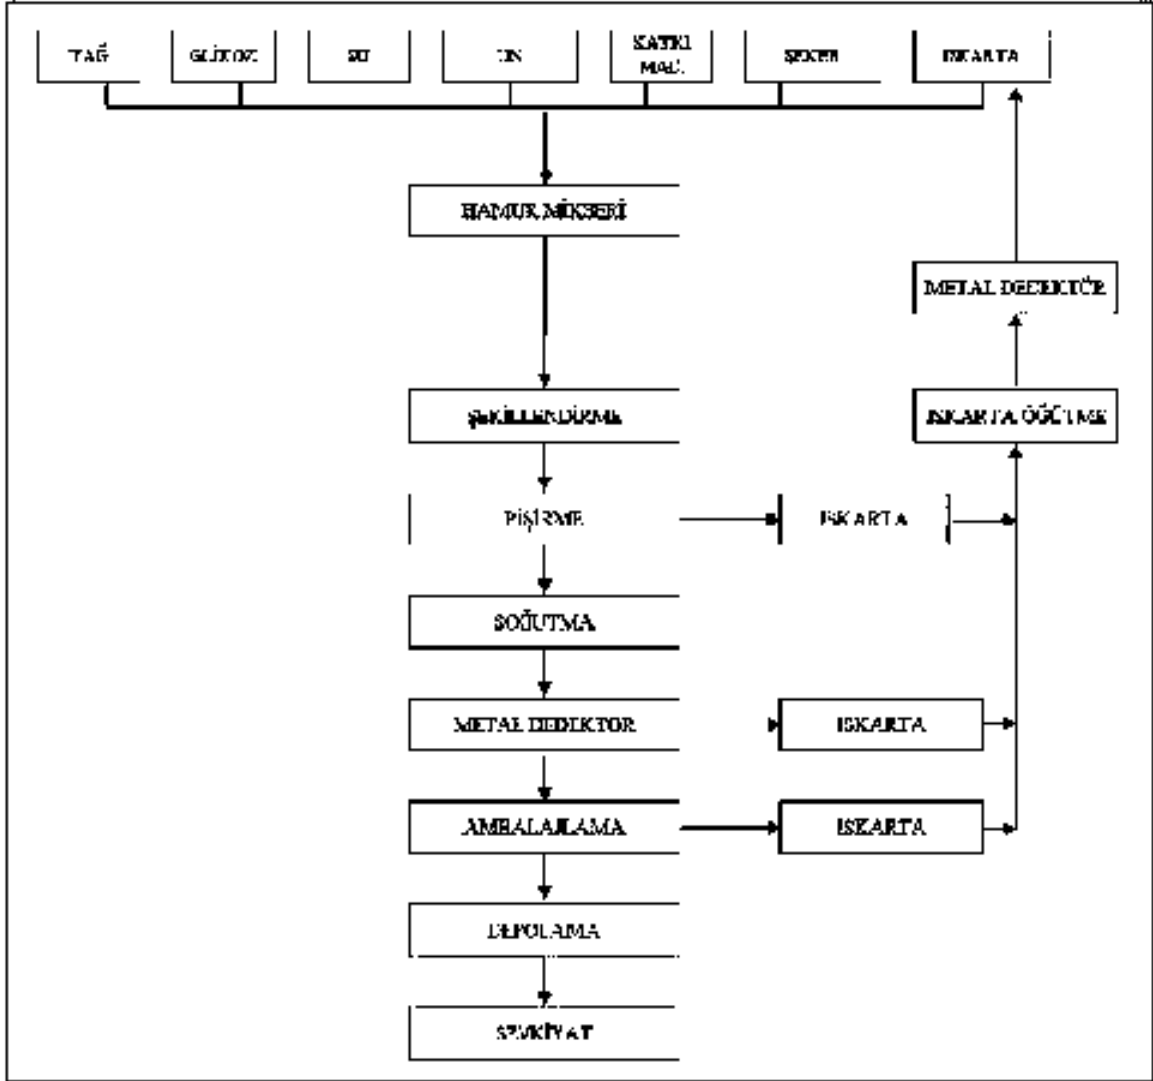 YAĞ
GLİKOZ
SU
UN
KATKI
MAD.
ŞEKER
ISKARTA
HAMUR MİKSERİ
METAL DEDEKTÖR
ŞEKİLLENDİRME
ISKARTA ÖĞÜTME
PİŞİRME
ISKARTA
SOĞUTMA
METAL DEDEKTOR
ISKARTA
AMBALAJLAMA
ISKARTA
DEPOLAMA
SEVKİYAT